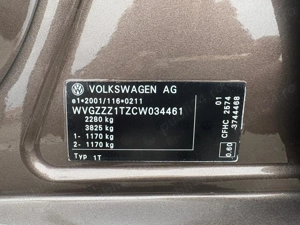 VOLKSWAGEN AG
e1*2001/116*0211
WVGZZZ1TZCW034461
2280 kg
3825 kg
1- 1170 kg
2- 1170 kg
Typ 1T
01
CFHC 2574
-3744468
0.60